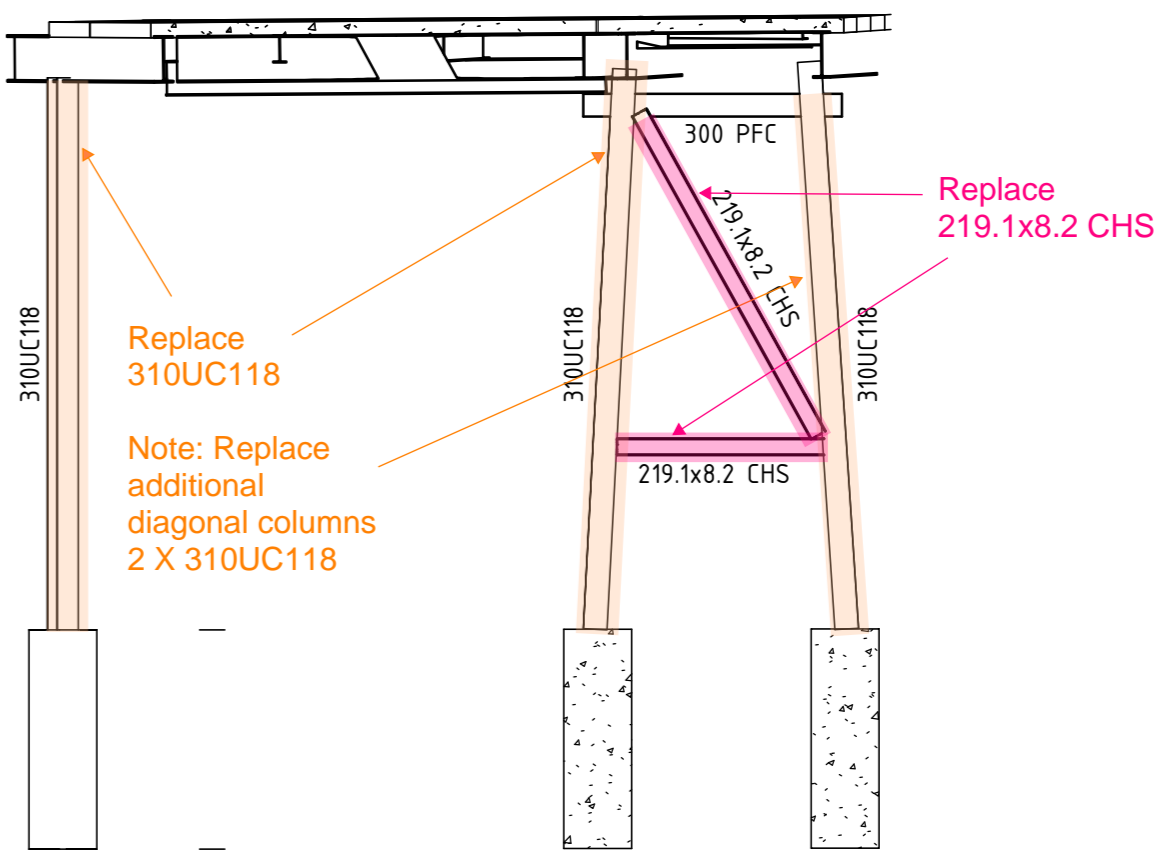 300 PFC
Replace
219.1x8.2 CHS
219.1x8.2 CHS
310UC118
Replace
310UC118
310UC118
310UC118
Note: Replace
additional
diagonal columns
2 X 310UC118
219.1x8.2 CHS